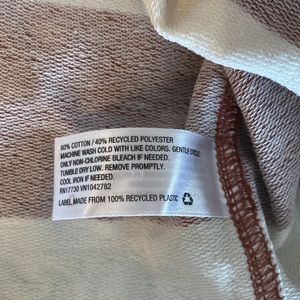 60% COTTON / 40% RECYCLED POLYESTER
MACHINE WASH COLD WITH LIKE COLORS. GENTLE CYCLE.
ONLY NON-CHLORINE BLEACH IF NEEDED.
TUMBLE DRY LOW. REMOVE PROMPTLY.
COOL IRON IF NEEDED.
RN17730 VN1042782
LABEL MADE FROM 100% RECYCLED PLASTIC